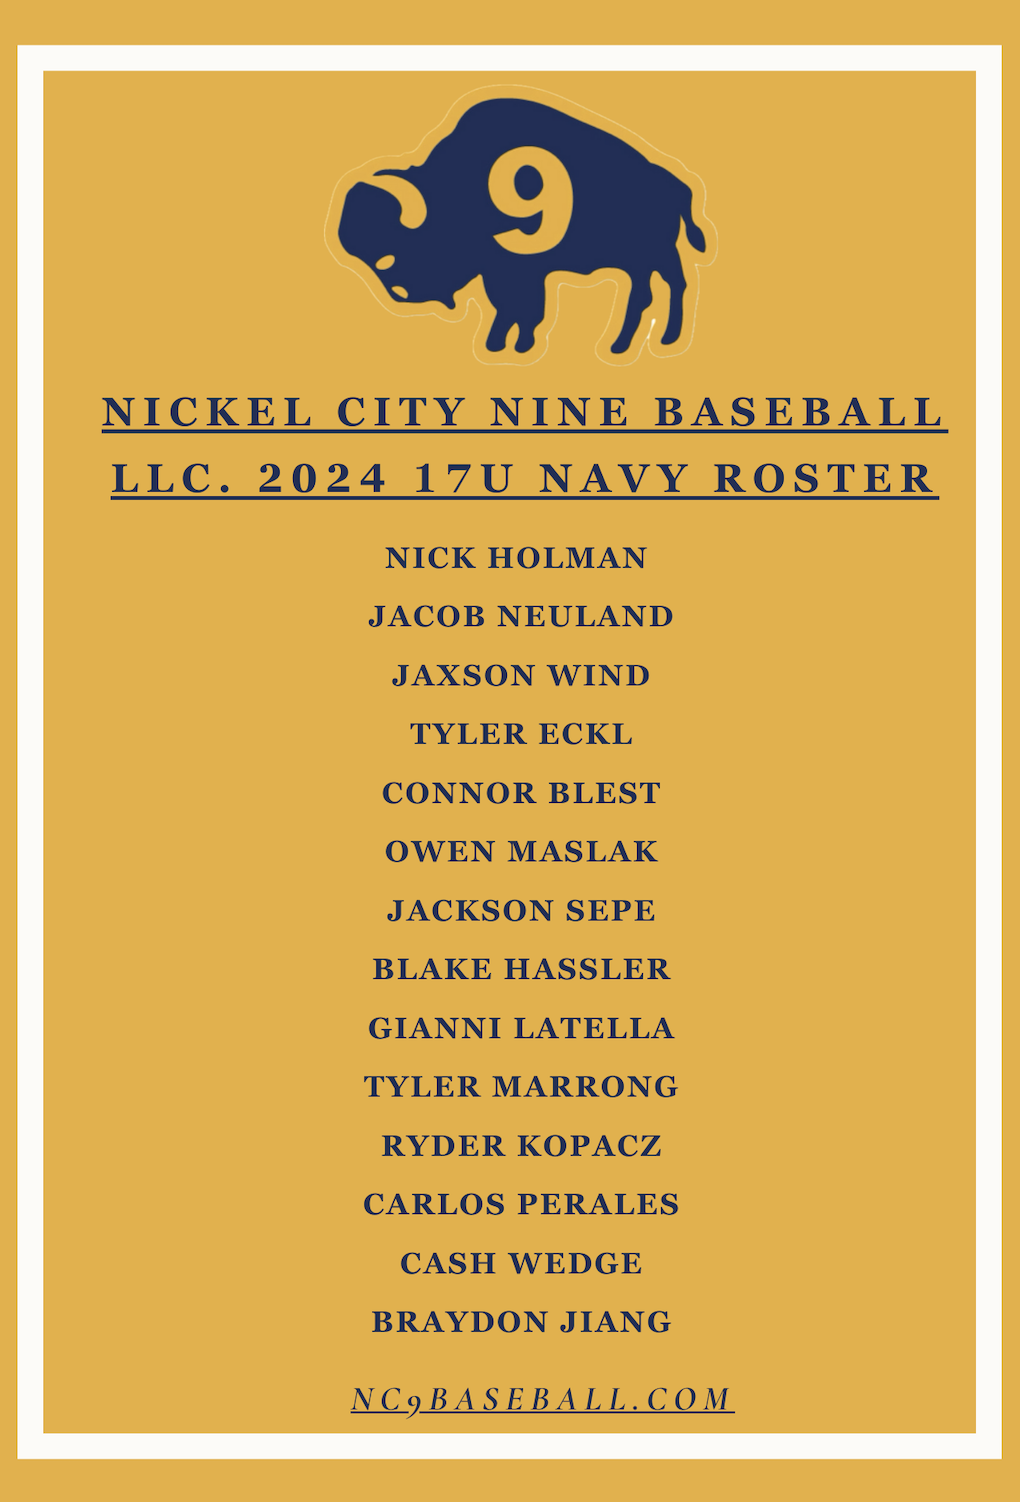 9
NICKEL CITY NINE BASEBALL
LLC. 2024 17U NAVY ROSTER
NICK HOLMAN
JACOB NEULAND
JAXSON WIND
TYLER ECKL
CONNOR BLEST
OWEN MASLAK
JACKSON SEPE
BLAKE HASSLER
GIANNI LATELLA
TYLER MARRONG
RYDER KOPACZ
CARLOS PERALES
CASH WEDGE
BRAYDON JIANG
NC9BASEBALL.COM